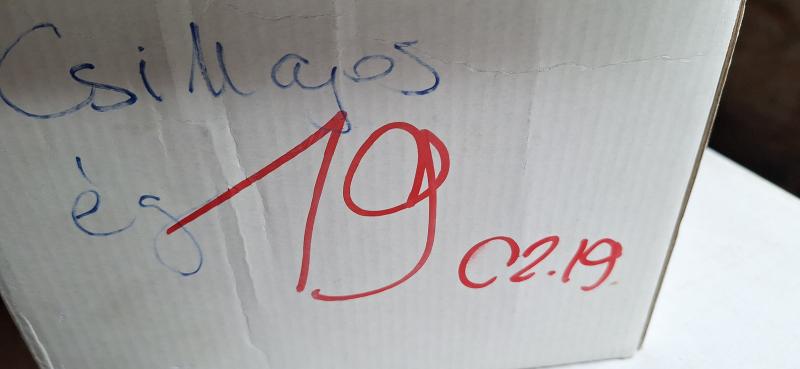 Csillagos
ég
19
02.19.